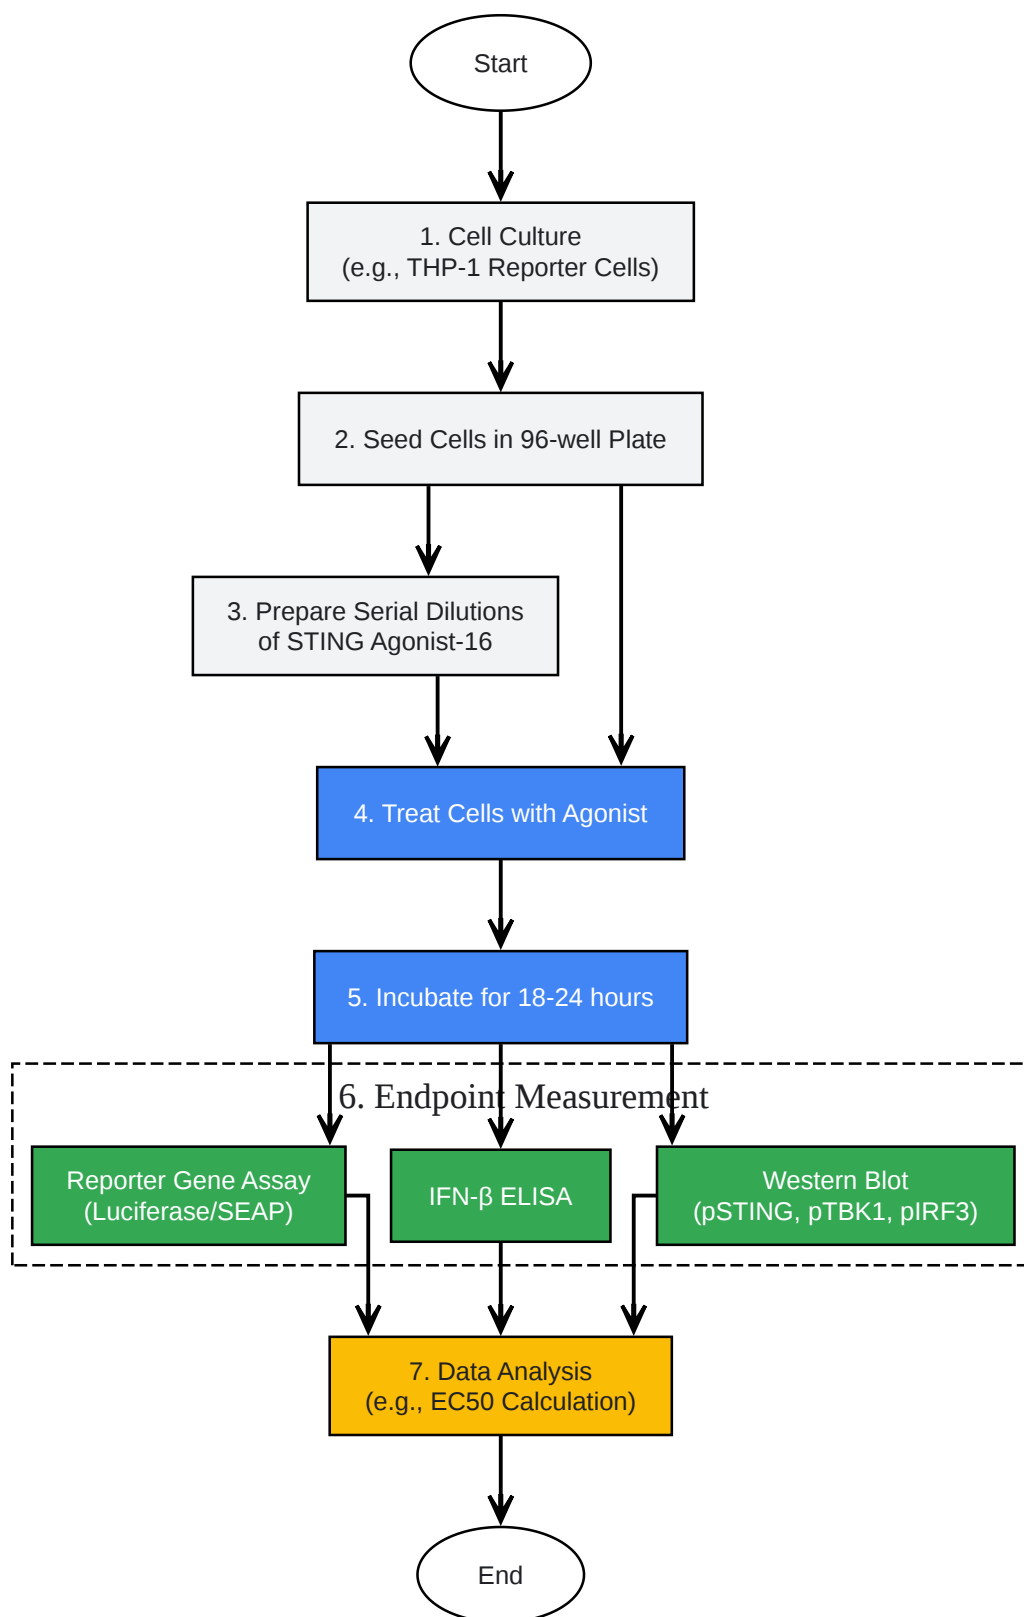 Start
1. Cell Culture
(e.g., THP-1 Reporter Cells)
2. Seed Cells in 96-well Plate
3. Prepare Serial Dilutions
of STING Agonist-16
4. Treat Cells with Agonist
5. Incubate for 18-24 hours
6. Endpoint Measurement
Reporter Gene Assay
(Luciferase/SEAP)
IFN-β ELISA
Western Blot
(pSTING, pTBK1, pIRF3)
7. Data Analysis
(e.g., EC50 Calculation)
End